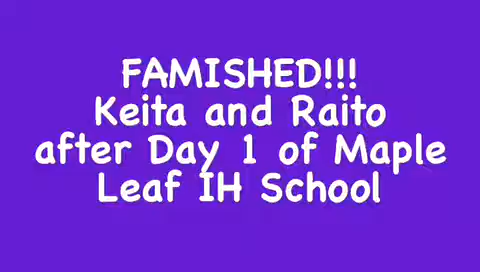 FAMISHED!!!
Keita and Raito
after Day 1 of Maple
Leaf IH School